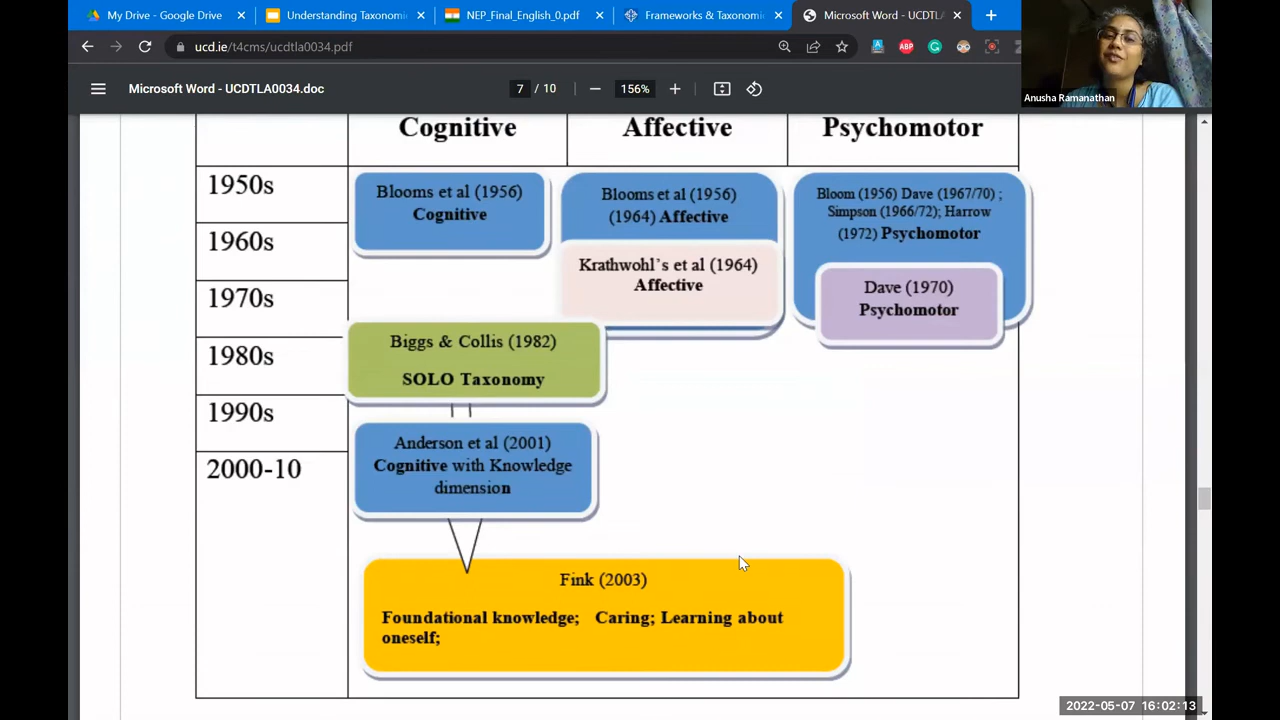 My Drive - Google Drive
Understanding Taxonomi
NEP_Final_English_0.pdf
Frameworks & Taxonomi
Microsoft Word - UCDTLA
ucd.ie/t4cms/ucdtla0034.pdf
ABP
Microsoft Word - UCDTLA0034.doc
7 / 10
156%
Anusha Ramanathan
Cognitive
Affective
Psychomotor
1950s
1960s
1970s
1980s
1990s
2000-10
Blooms et al (1956)
Cognitive
Blooms et al (1956)
(1964) Affective
Bloom (1956) Dave (1967/70) ;
Simpson (1966/72); Harrow
(1972) Psychomotor
Krathwohl's et al (1964)
Affective
Dave (1970)
Psychomotor
Biggs & Collis (1982)
SOLO Taxonomy
Anderson et al (2001)
Cognitive with Knowledge
dimension
Fink (2003)
Foundational knowledge; Caring; Learning about
oneself;
2022-05-07 16:02:13